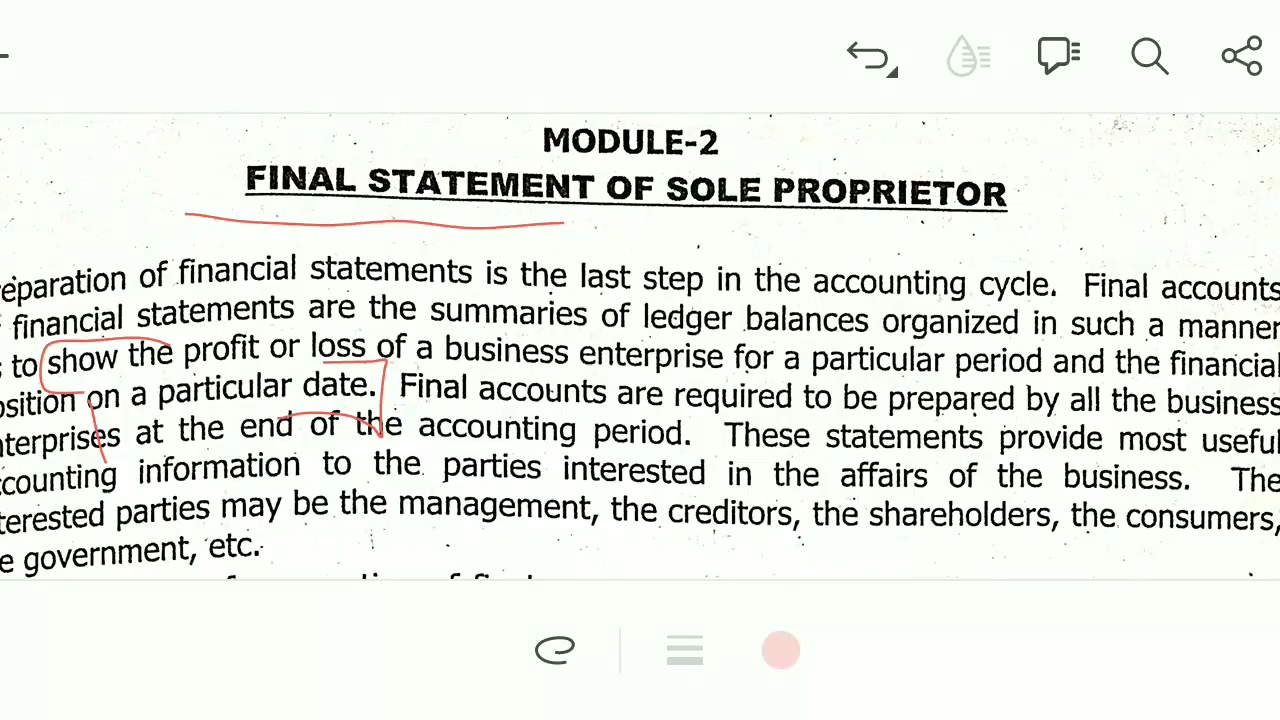 MODULE-2
FINAL STATEMENT OF SOLE PROPRIETOR
eparation of financial statements is the last step in the accounting cycle. Final accounts
financial statements are the summaries of ledger balances organized in such a manner
to show the profit or loss of a business enterprise for a particular period and the financial
osition on a particular date. Final accounts are required to be prepared by all the business
nterprises at the end of the accounting period. These statements provide most useful
ccounting information to the parties interested in the affairs of the business. The
terested parties may be the management, the creditors, the shareholders, the consumers,
e government, etc.